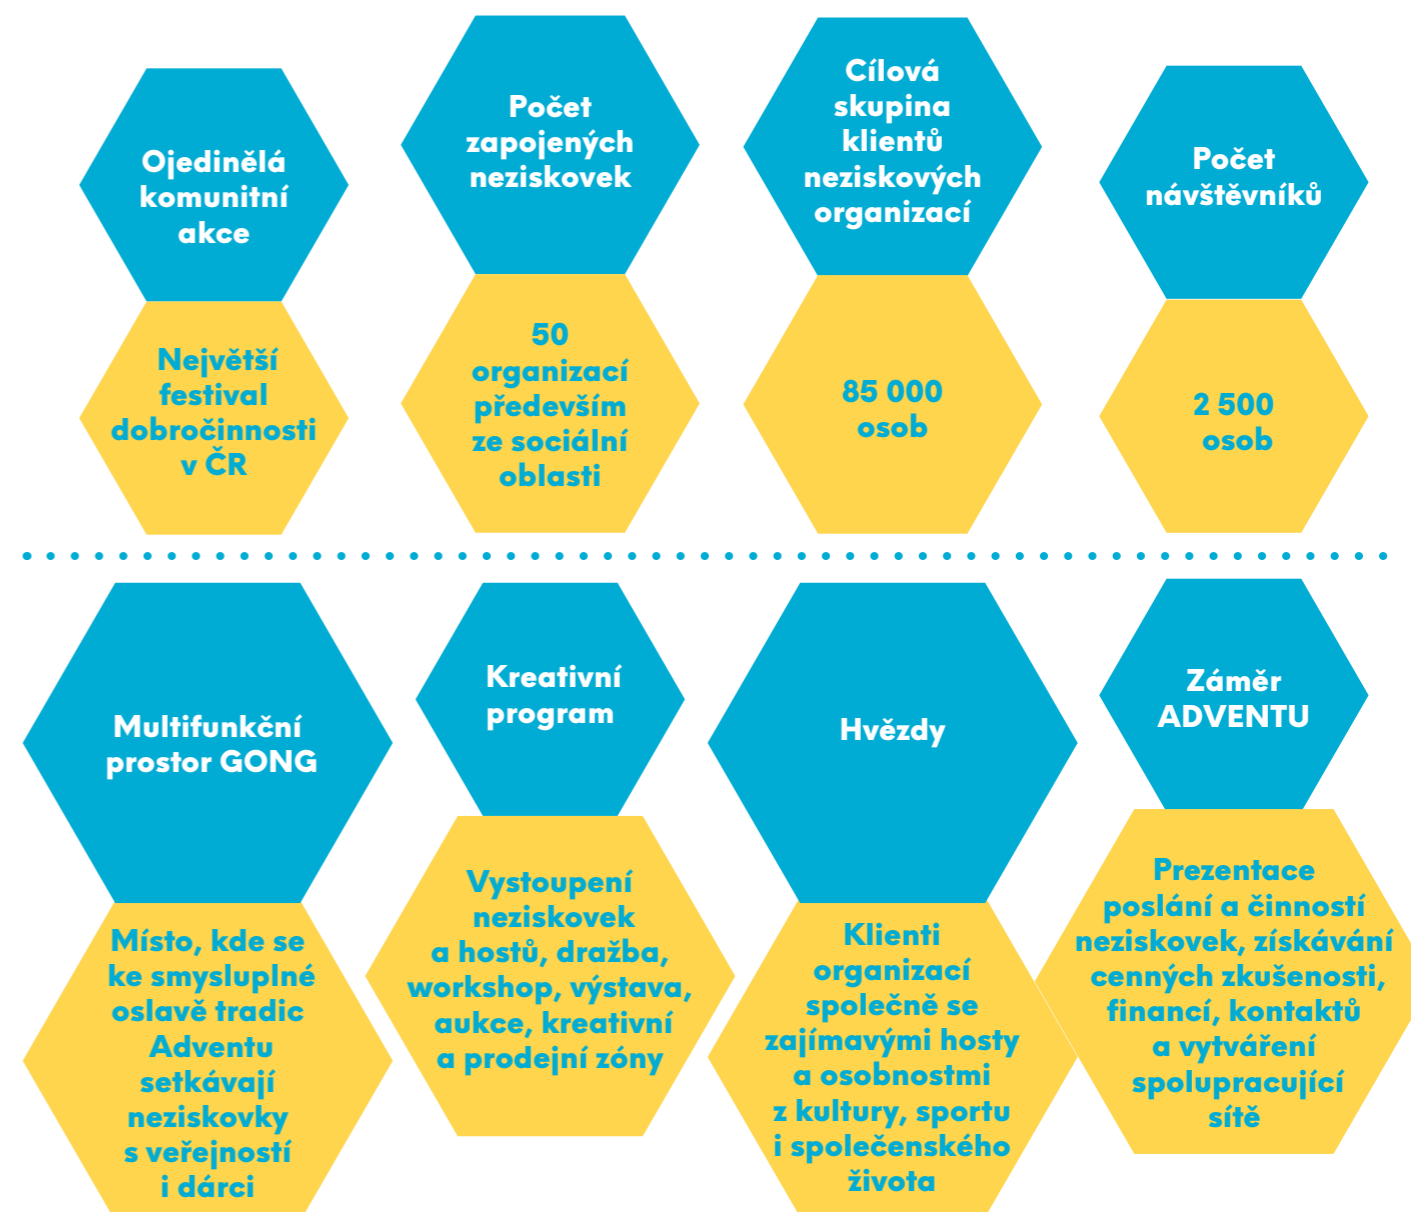 Ojedinělá
komunitní
akce
Největší
festival
dobročinnosti
v ČR
Počet
zapojených
neziskovek
50
organizací
především
ze sociální
oblasti
Cílová
skupina
klientů
neziskových
organizací
85 000
osob
Počet
návštěvníků
2 500
osob
Multifunkční
prostor GONG
Místo, kde se
ke smysluplné
oslavě tradic
Adventu
setkávají
neziskovky
s veřejností
i dárci
Kreativní
program
Vystoupení
neziskovek
a hostů, dražba,
workshop, výstava,
aukce, kreativní
a prodejní zóny
Hvězdy
Klienti
organizací
společně se
zajímavými hosty
a osobnostmi
z kultury, sportu
i společenského
života
Záměr
ADVENTU
Prezentace
poslání a činností
neziskovek, získávání
cenných zkušenosti,
financí, kontaktů
a vytváření
spolupracující
sítě